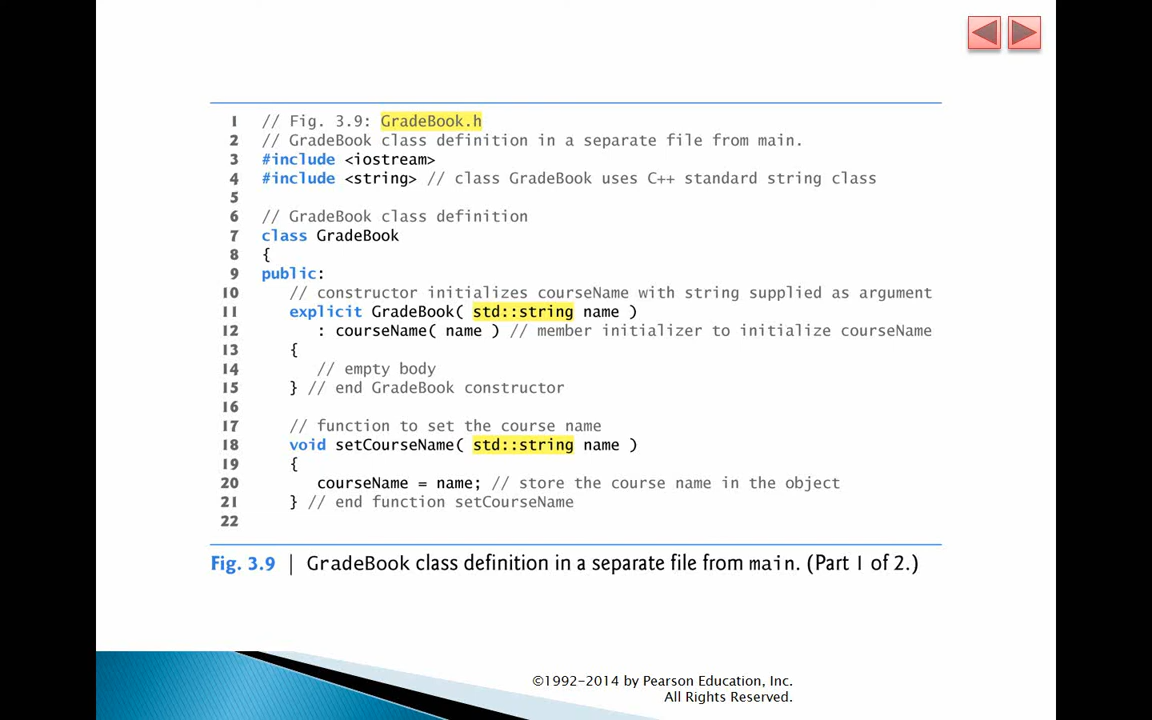 1 // Fig. 3.9: GradeBook.h
2 // GradeBook class definition in a separate file from main.
3 #include <iostream>
4 #include <string> // class GradeBook uses C++ standard string class
5
6 // GradeBook class definition
7 class GradeBook
8 {
9 public:
10 // constructor initializes courseName with string supplied as argument
11 explicit GradeBook( std::string name )
12 : courseName( name ) // member initializer to initialize courseName
13 {
14 // empty body
15 } // end GradeBook constructor
16
17 // function to set the course name
18 void setCourseName( std::string name )
19 {
20 courseName = name; // store the course name in the object
21 } // end function setCourseName
22
Fig. 3.9 | GradeBook class definition in a separate file from main. (Part 1 of 2.)
©1992-2014 by Pearson Education, Inc.
All Rights Reserved.